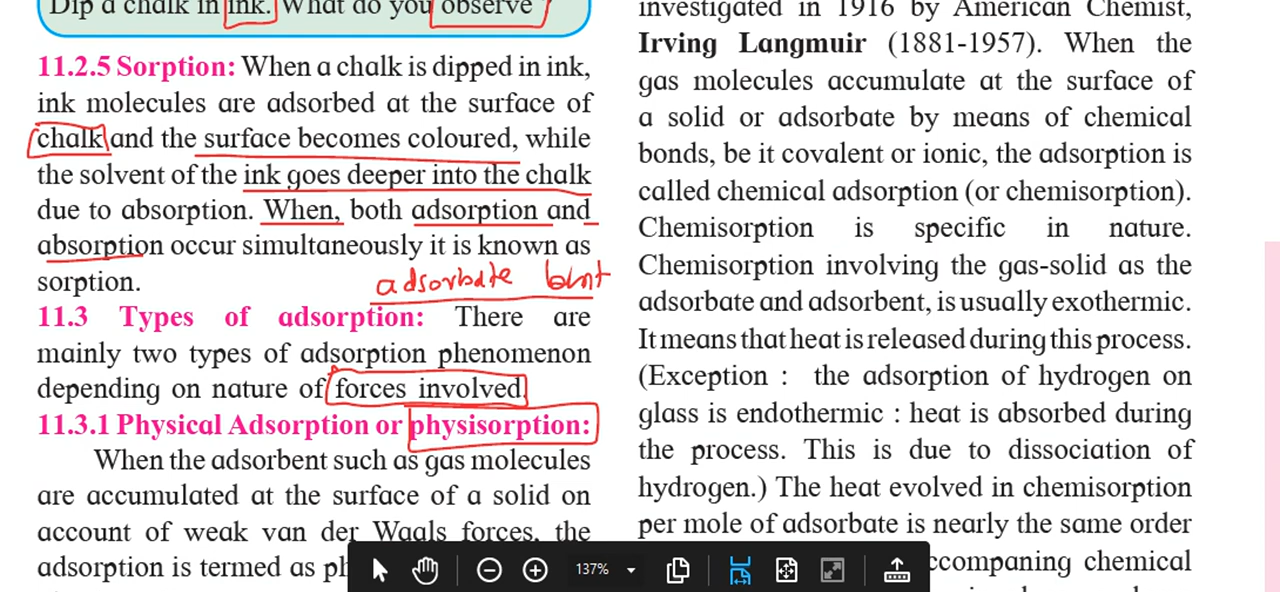 Dip a chalk in ink. What do you observe ?
11.2.5 Sorption: When a chalk is dipped in ink,
ink molecules are adsorbed at the surface of
chalk and the surface becomes coloured, while
the solvent of the ink goes deeper into the chalk
due to absorption. When, both adsorption and
absorption occur simultaneously it is known as
sorption.
adsorbate bent
11.3 Types of adsorption: There are
mainly two types of adsorption phenomenon
depending on nature of forces involved.
11.3.1 Physical Adsorption or physisorption:
When the adsorbent such as gas molecules
are accumulated at the surface of a solid on
account of weak van der Waals forces, the
adsorption is termed as
investigated in 1916 by American Chemist,
Irving Langmuir (1881-1957). When the
gas molecules accumulate at the surface of
a solid or adsorbate by means of chemical
bonds, be it covalent or ionic, the adsorption is
called chemical adsorption (or chemisorption).
Chemisorption is specific in nature.
Chemisorption involving the gas-solid as the
adsorbate and adsorbent, is usually exothermic.
It means that heat is released during this process.
(Exception : the adsorption of hydrogen on
glass is endothermic : heat is absorbed during
the process. This is due to dissociation of
hydrogen.) The heat evolved in chemisorption
per mole of adsorbate is nearly the same order
ccompaning chemical
137%